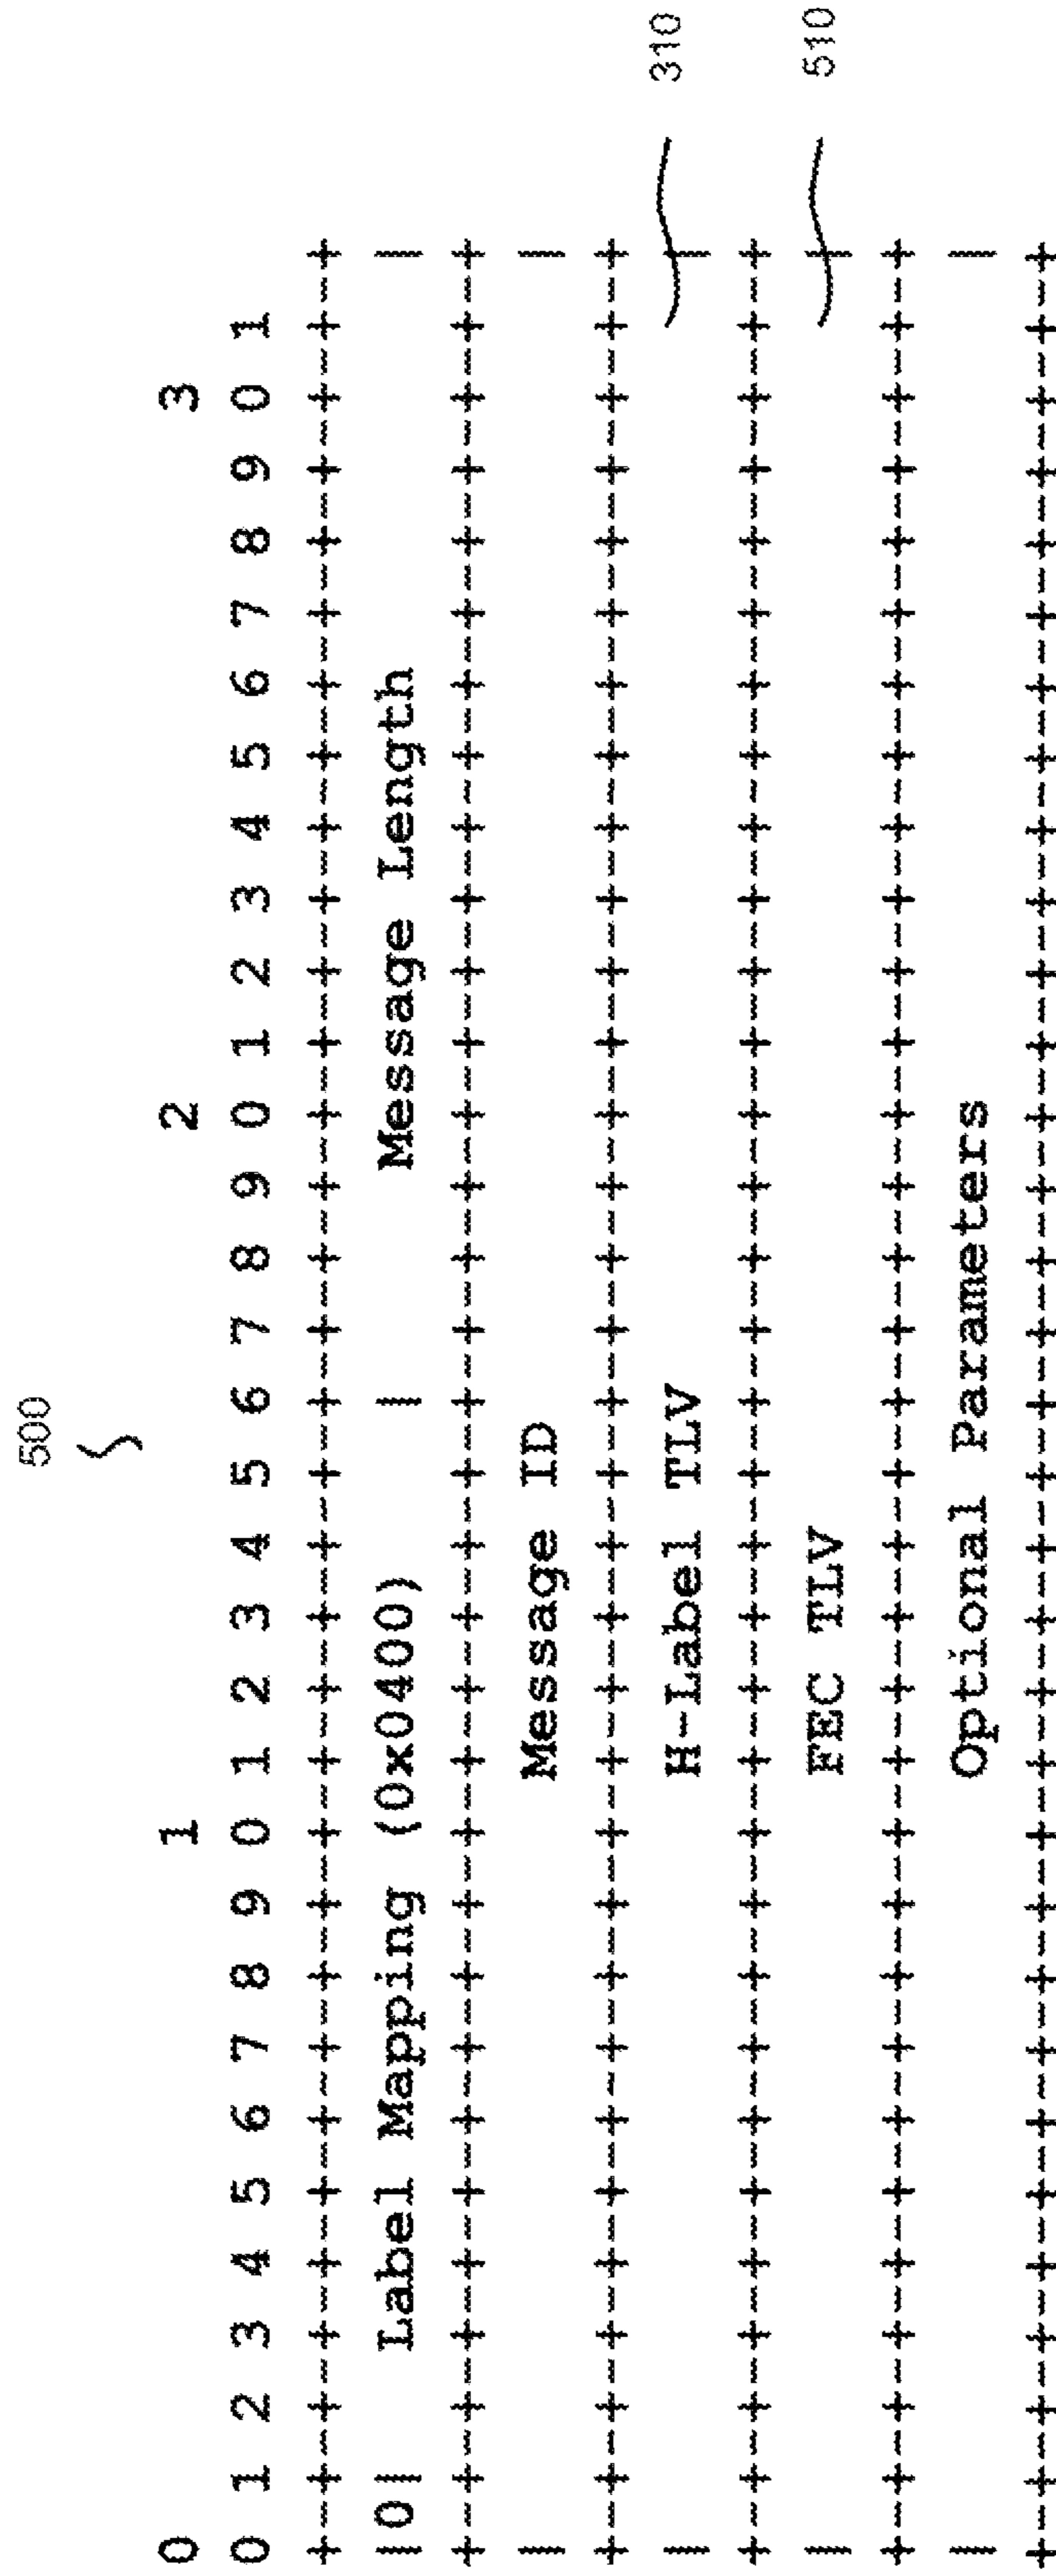 500
0 1 2 3
0 1 2 3 4 5 6 7 8 9 0 1 2 3 4 5 6 7 8 9 0 1 2 3 4 5 6 7 8 9 0 1
+--+--+--+--+--+--+--+--+--+--+--+--+--+--+--+--+--+--+--+--+--+--+--+--+--+--+--+--+--+--+--+--+
|0| Label Mapping (0x0400) | Message Length |
+--+--+--+--+--+--+--+--+--+--+--+--+--+--+--+--+--+--+--+--+--+--+--+--+--+--+--+--+--+--+--+--+
| Message ID |
+--+--+--+--+--+--+--+--+--+--+--+--+--+--+--+--+--+--+--+--+--+--+--+--+--+--+--+--+--+--+--+--+
| H-Label TLV | 310
+--+--+--+--+--+--+--+--+--+--+--+--+--+--+--+--+--+--+--+--+--+--+--+--+--+--+--+--+--+--+--+--+
| FEC TLV | 510
+--+--+--+--+--+--+--+--+--+--+--+--+--+--+--+--+--+--+--+--+--+--+--+--+--+--+--+--+--+--+--+--+
| Optional Parameters |
+--+--+--+--+--+--+--+--+--+--+--+--+--+--+--+--+--+--+--+--+--+--+--+--+--+--+--+--+--+--+--+--+